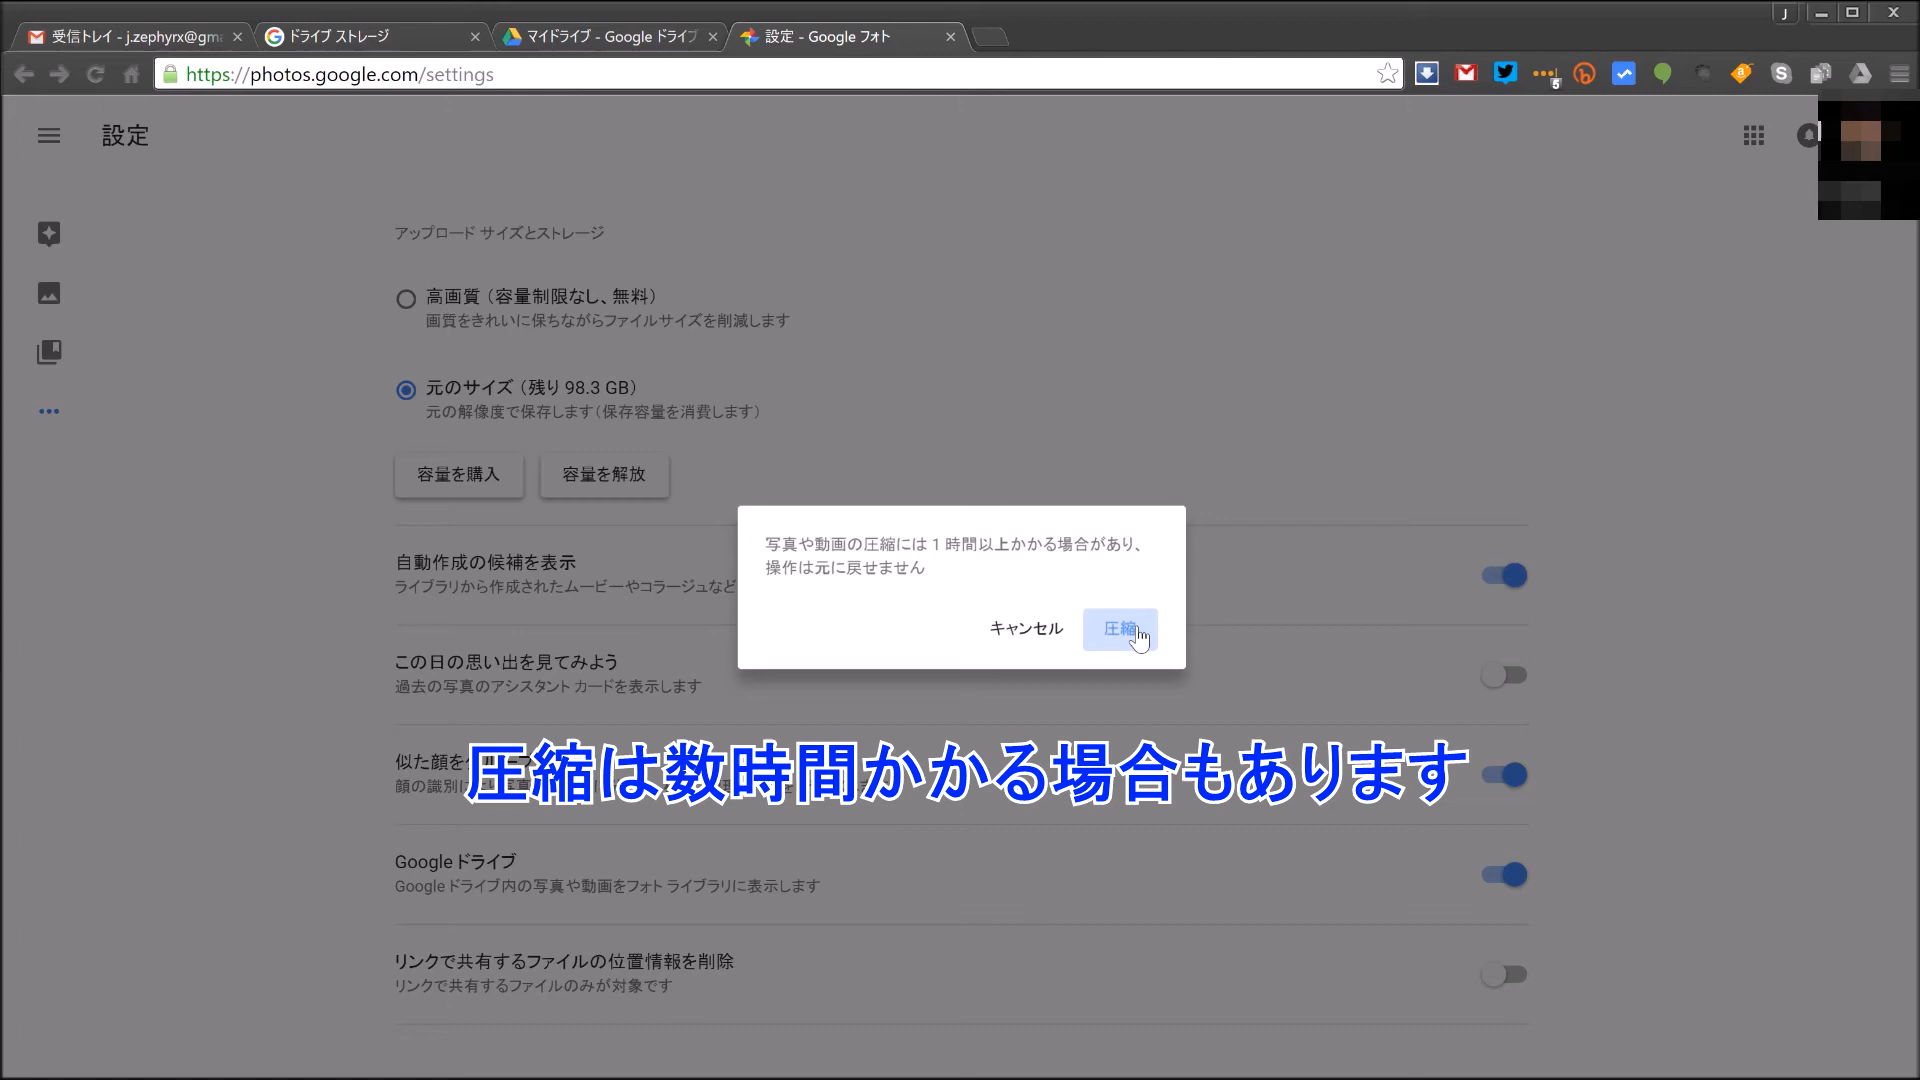 J
受信トレイ - j.zephyrx@gm
ドライブ ストレージ
マイドライブ - Google ドライブ
設定 - Google フォト
https://photos.google.com/settings
5
設定
アップロード サイズとストレージ
高画質（容量制限なし、無料）
画質をきれいに保ちながらファイルサイズを削減します
元のサイズ（残り 98.3 GB）
元の解像度で保存します（保存容量を消費します）
容量を購入
容量を解放
写真や動画の圧縮には 1 時間以上かかる場合があり、
操作は元に戻せません
キャンセル
圧縮
自動作成の候補を表示
ライブラリから作成されたムービーやコラージュなど
この日の思い出を見てみよう
過去の写真のアシスタント カードを表示します
似た顔を
顔の識別に
圧縮は数時間かかる場合もあります
Google ドライブ
Google ドライブ内の写真や動画をフォト ライブラリに表示します
リンクで共有するファイルの位置情報を削除
リンクで共有するファイルのみが対象です